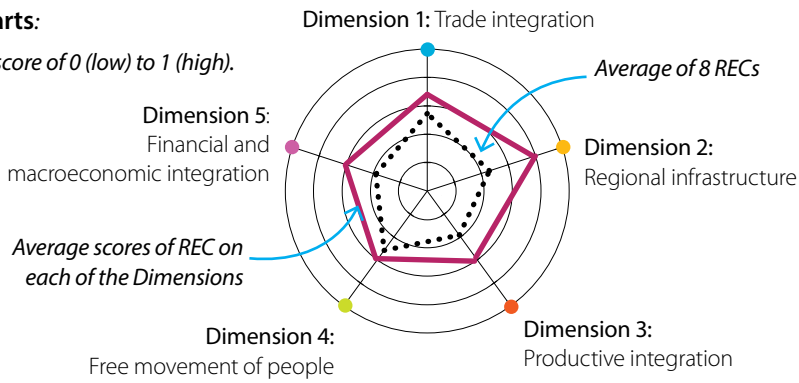 Dimension 1: Trade integration
arts:
score of 0 (low) to 1 (high).
Average of 8 RECs
Dimension 5:
Financial and
macroeconomic integration
Dimension 2:
Regional infrastructure
Average scores of REC on
each of the Dimensions
Dimension 4:
Free movement of people
Dimension 3:
Productive integration